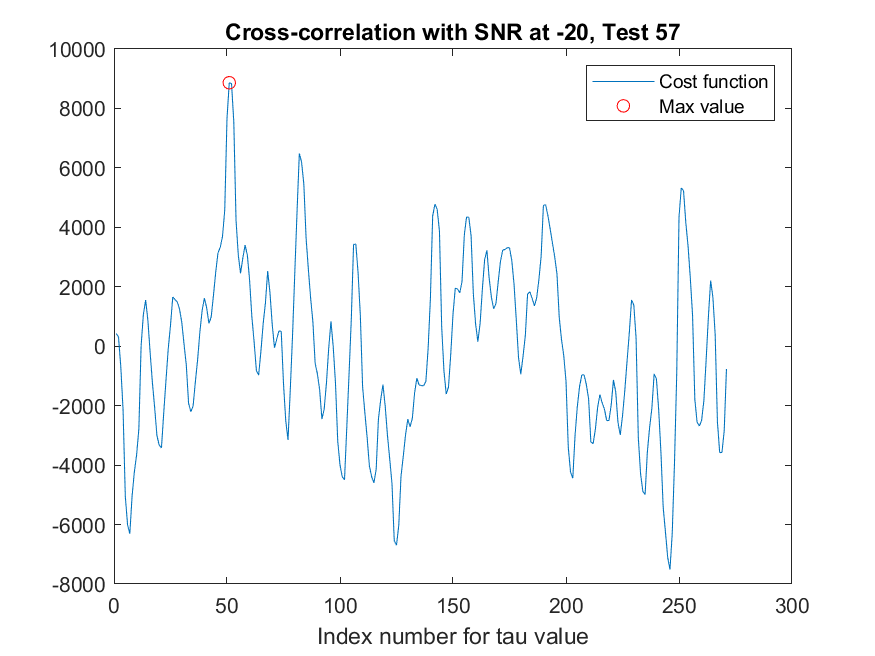 Cross-correlation with SNR at -20, Test 57
10000
8000
6000
4000
2000
0
-2000
-4000
-6000
-8000
Cost function
Max value
0 50 100 150 200 250 300
Index number for tau value